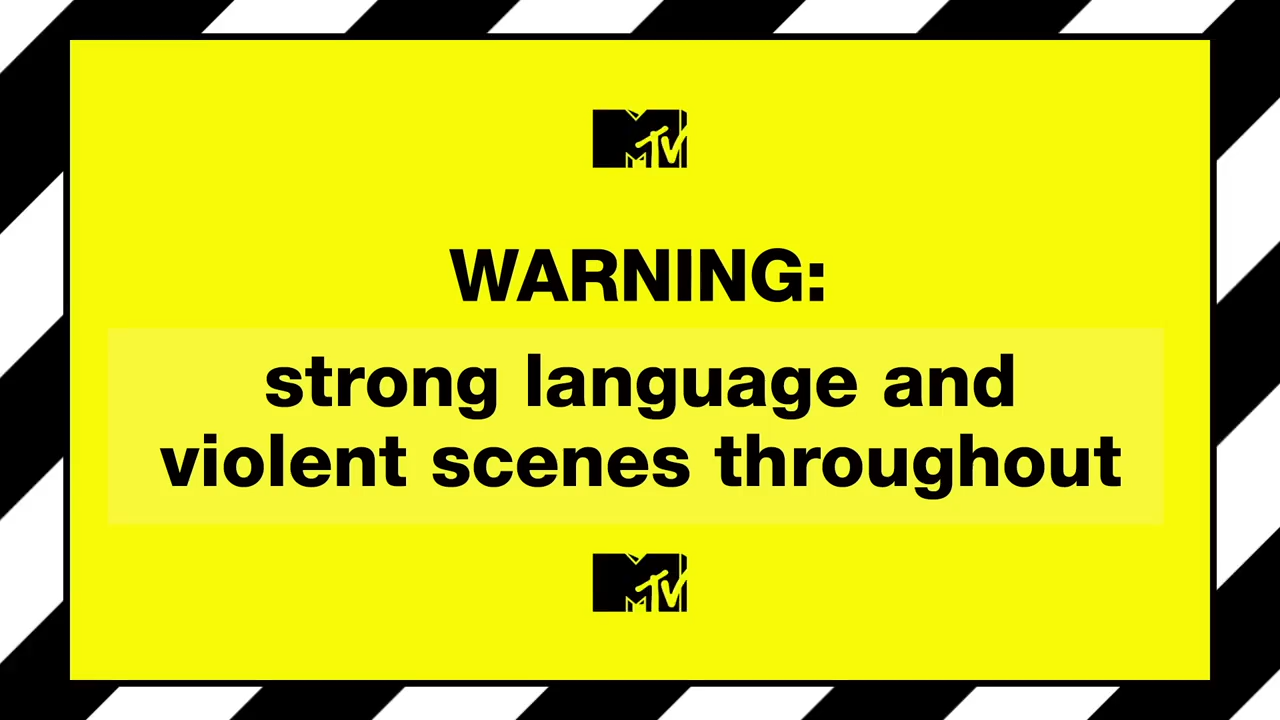 MTV
WARNING:
strong language and
violent scenes throughout
MTV